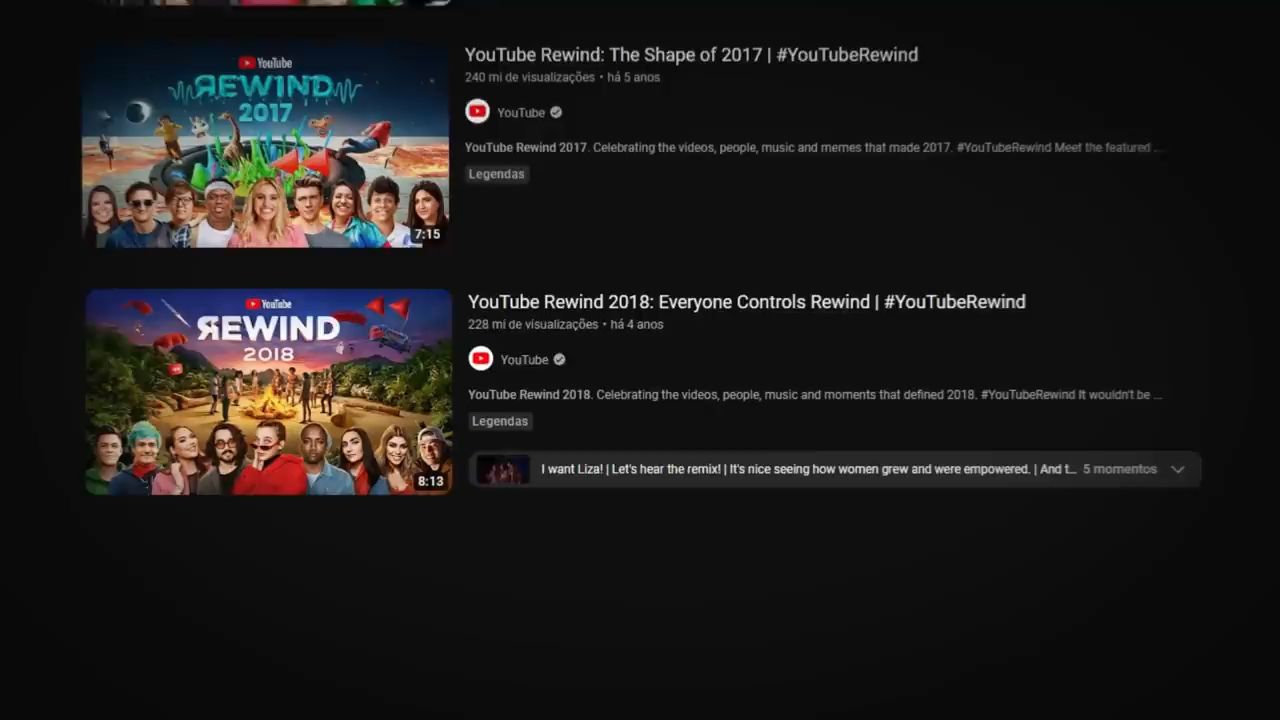 YouTube
REWIND
2017
7:15
YouTube Rewind: The Shape of 2017 | #YouTubeRewind
240 mi de visualizações • há 5 anos
YouTube
YouTube Rewind 2017. Celebrating the videos, people, music and memes that made 2017. #YouTubeRewind Meet the featured ...
Legendas
YouTube
REWIND
2018
8:13
YouTube Rewind 2018: Everyone Controls Rewind | #YouTubeRewind
228 mi de visualizações • há 4 anos
YouTube
YouTube Rewind 2018. Celebrating the videos, people, music and moments that defined 2018. #YouTubeRewind It wouldn't be ...
Legendas
I want Liza! | Let's hear the remix! | It's nice seeing how women grew and were empowered. | And t... 5 momentos